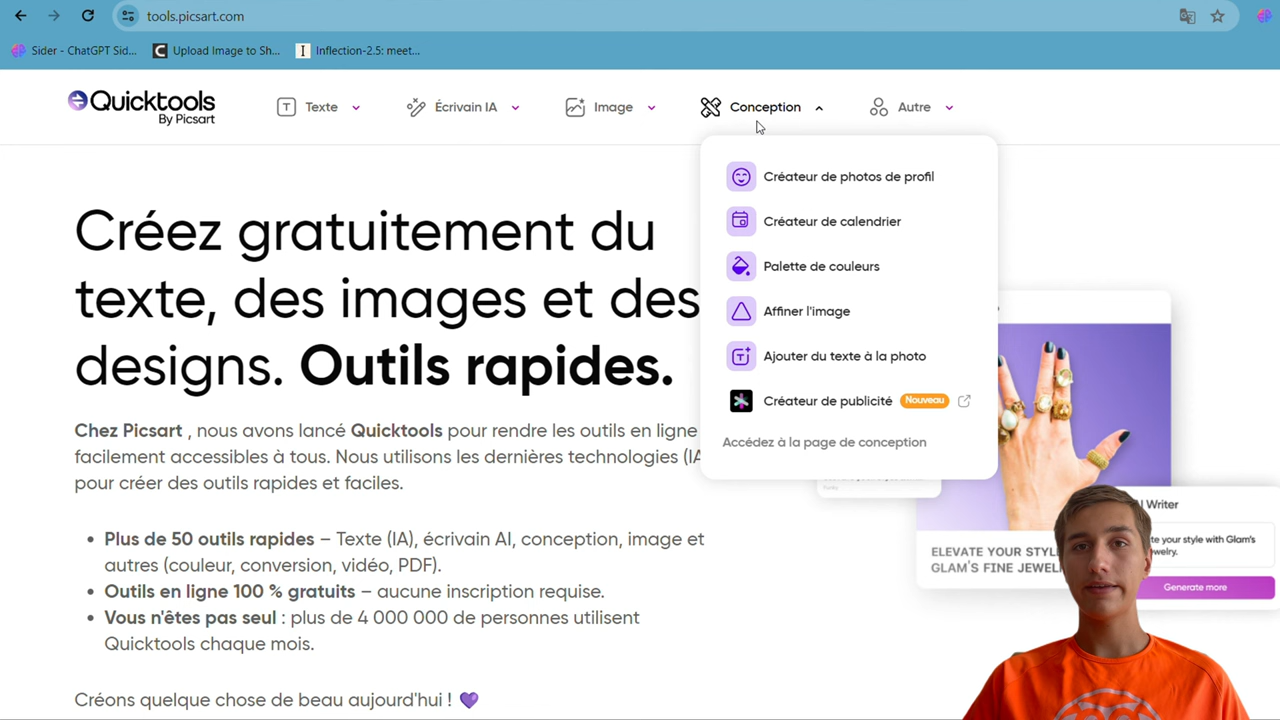 tools.picsart.com
Sider - ChatGPT Sid...
Upload Image to Sh...
Inflection-2.5: meet...
Quicktools
By Picsart
Texte
Écrivain IA
Image
Conception
Autre
Créateur de photos de profil
Créateur de calendrier
Palette de couleurs
Affiner l'image
Ajouter du texte à la photo
Créateur de publicité Nouveau
Accédez à la page de conception
Créez gratuitement du
texte, des images et des
designs. Outils rapides.
Chez Picsart , nous avons lancé Quicktools pour rendre les outils en ligne
facilement accessibles à tous. Nous utilisons les dernières technologies (IA
pour créer des outils rapides et faciles.
• Plus de 50 outils rapides – Texte (IA), écrivain AI, conception, image et
autres (couleur, conversion, vidéo, PDF).
• Outils en ligne 100 % gratuits – aucune inscription requise.
• Vous n'êtes pas seul : plus de 4 000 000 de personnes utilisent
Quicktools chaque mois.
Créons quelque chose de beau aujourd'hui ! 💜
ELEVATE YOUR STYL
GLAM'S FINE JEWEL
I Writer
te your style with Glam's
welry.
Generate more